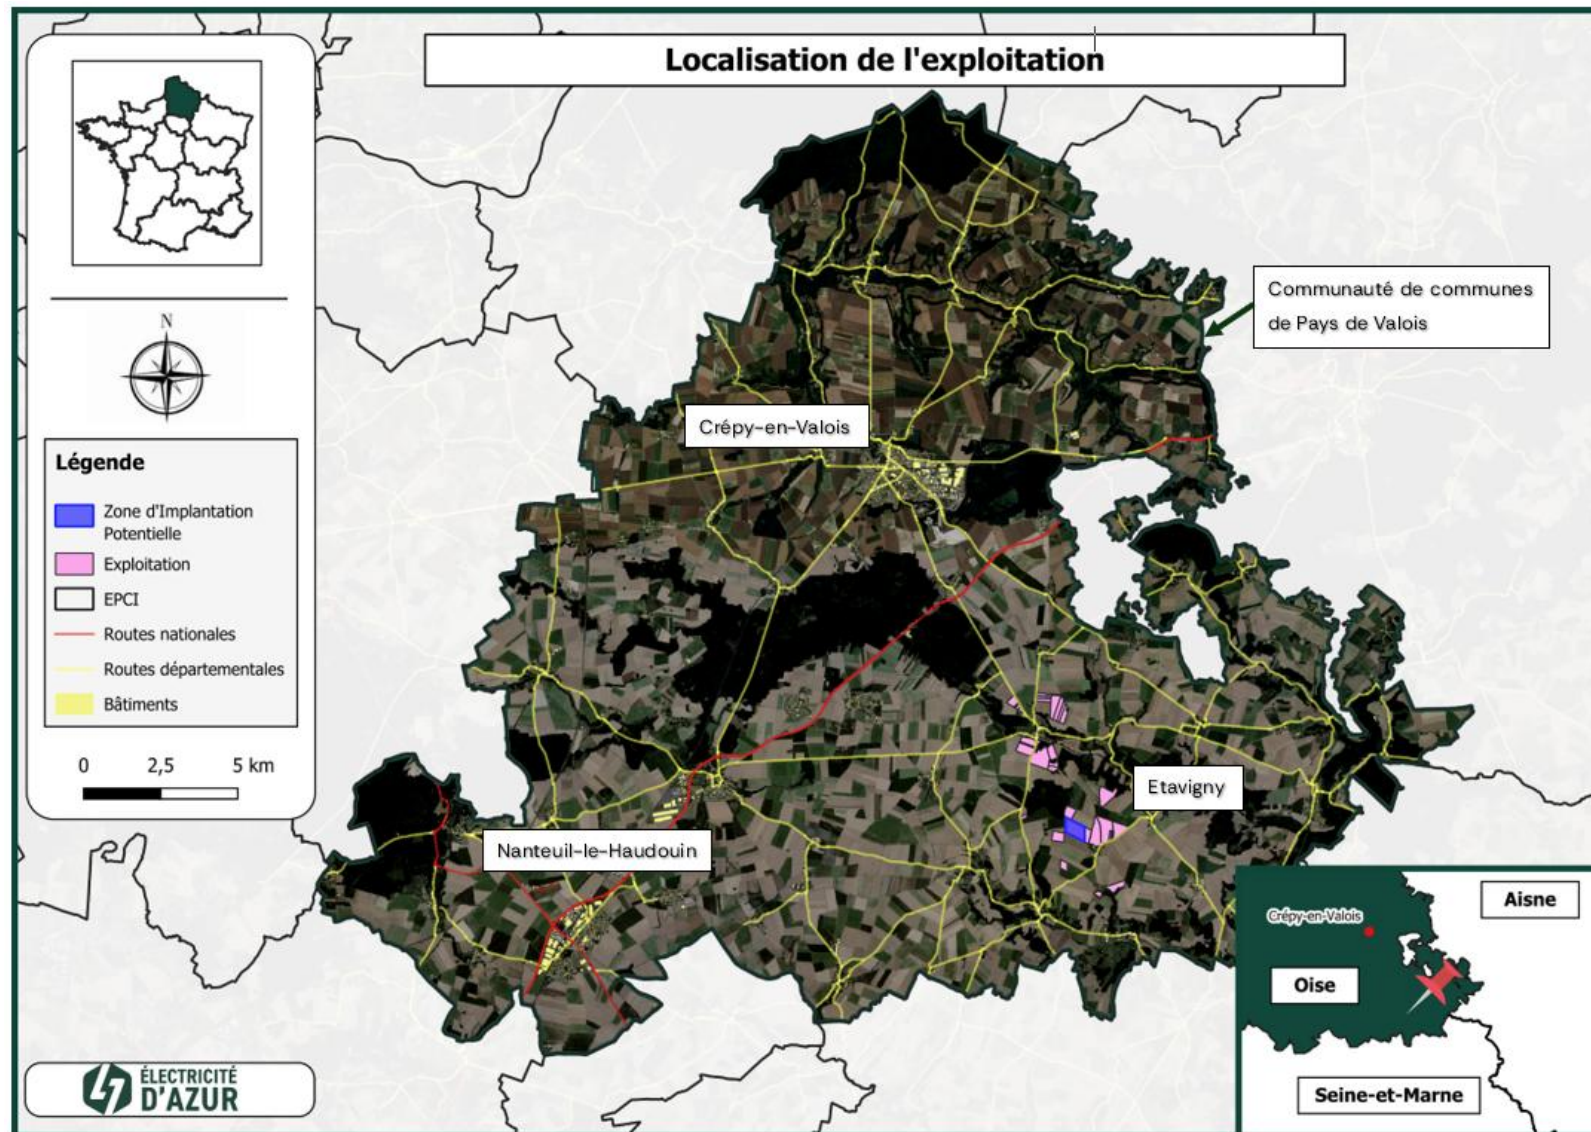 Localisation de l'exploitation
N
Légende
Zone d'Implantation
Potentielle
Exploitation
EPCI
Routes nationales
Routes départementales
Bâtiments
0 2,5 5 km
Communauté de communes
de Pays de Valois
Crépy-en-Valois
Etavigny
Nanteuil-le-Haudouin
Aisne
Crépy-en-Valois
Oise
Seine-et-Marne
ÉLECTRICITÉ
D'AZUR